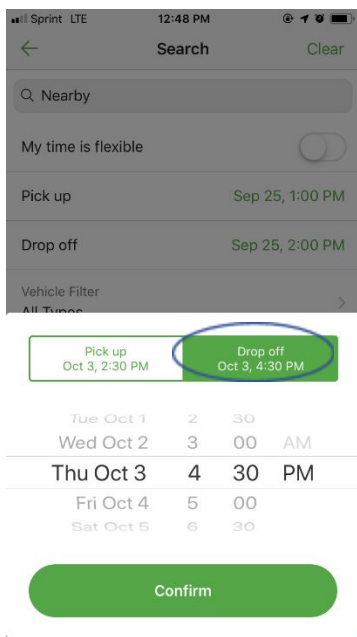 Sprint LTE 12:48 PM
Search Clear
Nearby
My time is flexible
Pick up Sep 25, 1:00 PM
Drop off Sep 25, 2:00 PM
Vehicle Filter
All Types
Pick up
Oct 3, 2:30 PM
Drop off
Oct 3, 4:30 PM
Tue Oct 1 2 30
Wed Oct 2 3 00 AM
Thu Oct 3 4 30 PM
Fri Oct 4 5 00
Sat Oct 5 6 30
Confirm